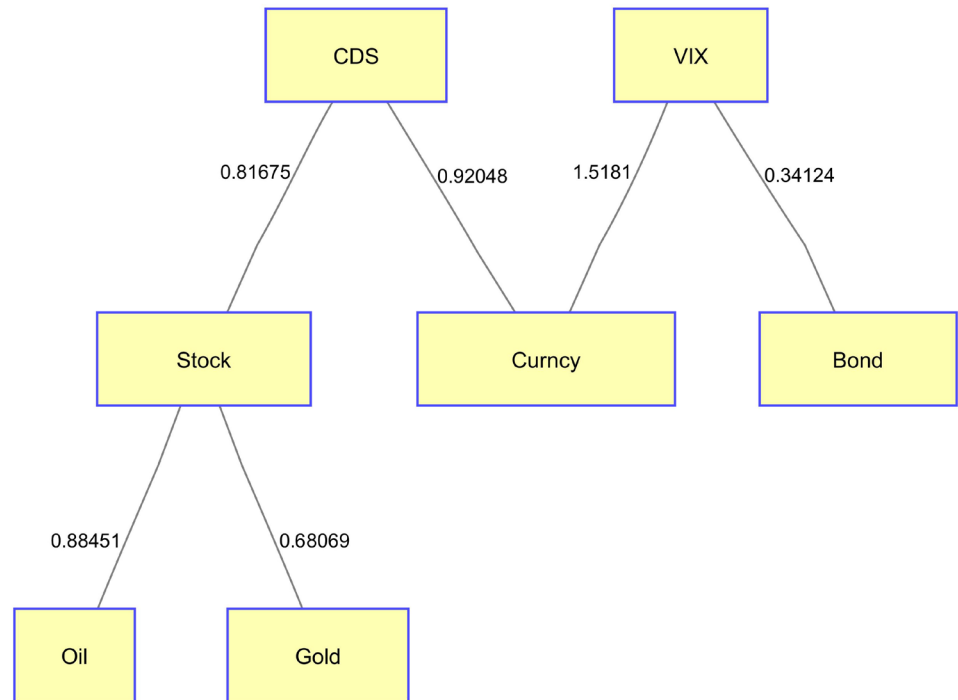 CDS
VIX
0.81675
0.92048
1.5181
0.34124
Stock
Curncy
Bond
0.88451
0.68069
Oil
Gold